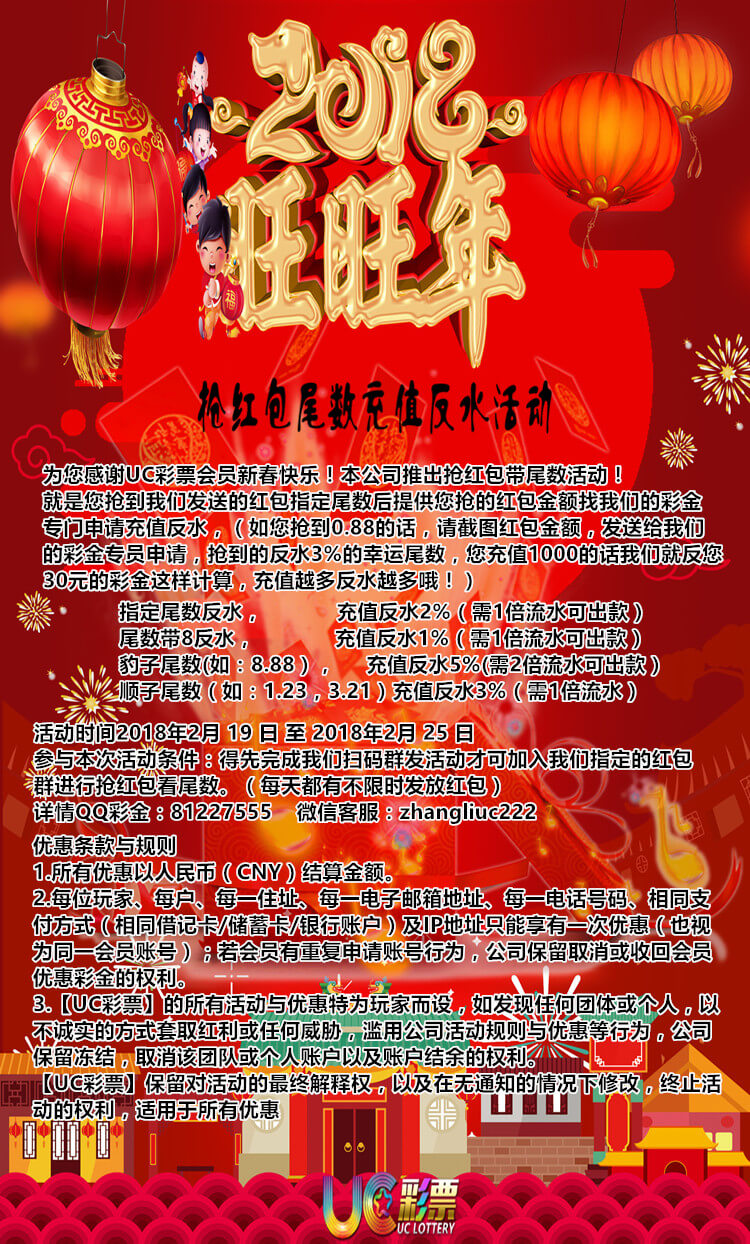 2018
旺旺年
福
抢红包尾数充值反水活动
为您感谢UC彩票会员新春快乐！本公司推出抢红包带尾数活动！
就是您抢到我们发送的红包指定尾数后提供您抢的红包金额找我们的彩金
专门申请充值反水，（如您抢到0.88的话，请截图红包金额，发送给我们
的彩金专员申请，抢到的反水3%的幸运尾数，您充值1000的话我们就反您
30元的彩金这样计算，充值越多反水越多哦！）
指定尾数反水， 充值反水2%（需1倍流水可出款）
尾数带8反水， 充值反水1%（需1倍流水可出款）
豹子尾数(如：8.88）， 充值反水5%(需2倍流水可出款）
顺子尾数（如：1.23，3.21）充值反水3%（需1倍流水）
活动时间2018年2月 19 日 至 2018年2月 25 日
参与本次活动条件：得先完成我们扫码群发活动才可加入我们指定的红包
群进行抢红包看尾数。（每天都有不限时发放红包）
详情QQ彩金：81227555 微信客服：zhangliuc222
优惠条款与规则
1.所有优惠以人民币（CNY）结算金额。
2.每位玩家、每户、每一住址、每一电子邮箱地址、每一电话号码、相同支
付方式（相同借记卡/储蓄卡/银行账户）及IP地址只能享有一次优惠（也视
为同一会员账号）；若会员有重复申请账号行为，公司保留取消或收回会员
优惠彩金的权利。
3.【UC彩票】的所有活动与优惠特为玩家而设，如发现任何团体或个人，以
不诚实的方式套取红利或任何威胁，滥用公司活动规则与优惠等行为，公司
保留冻结，取消该团队或个人账户以及账户结余的权利。
【UC彩票】保留对活动的最终解释权，以及在无通知的情况下修改，终止活
动的权利，适用于所有优惠
UC彩票
UC LOTTERY